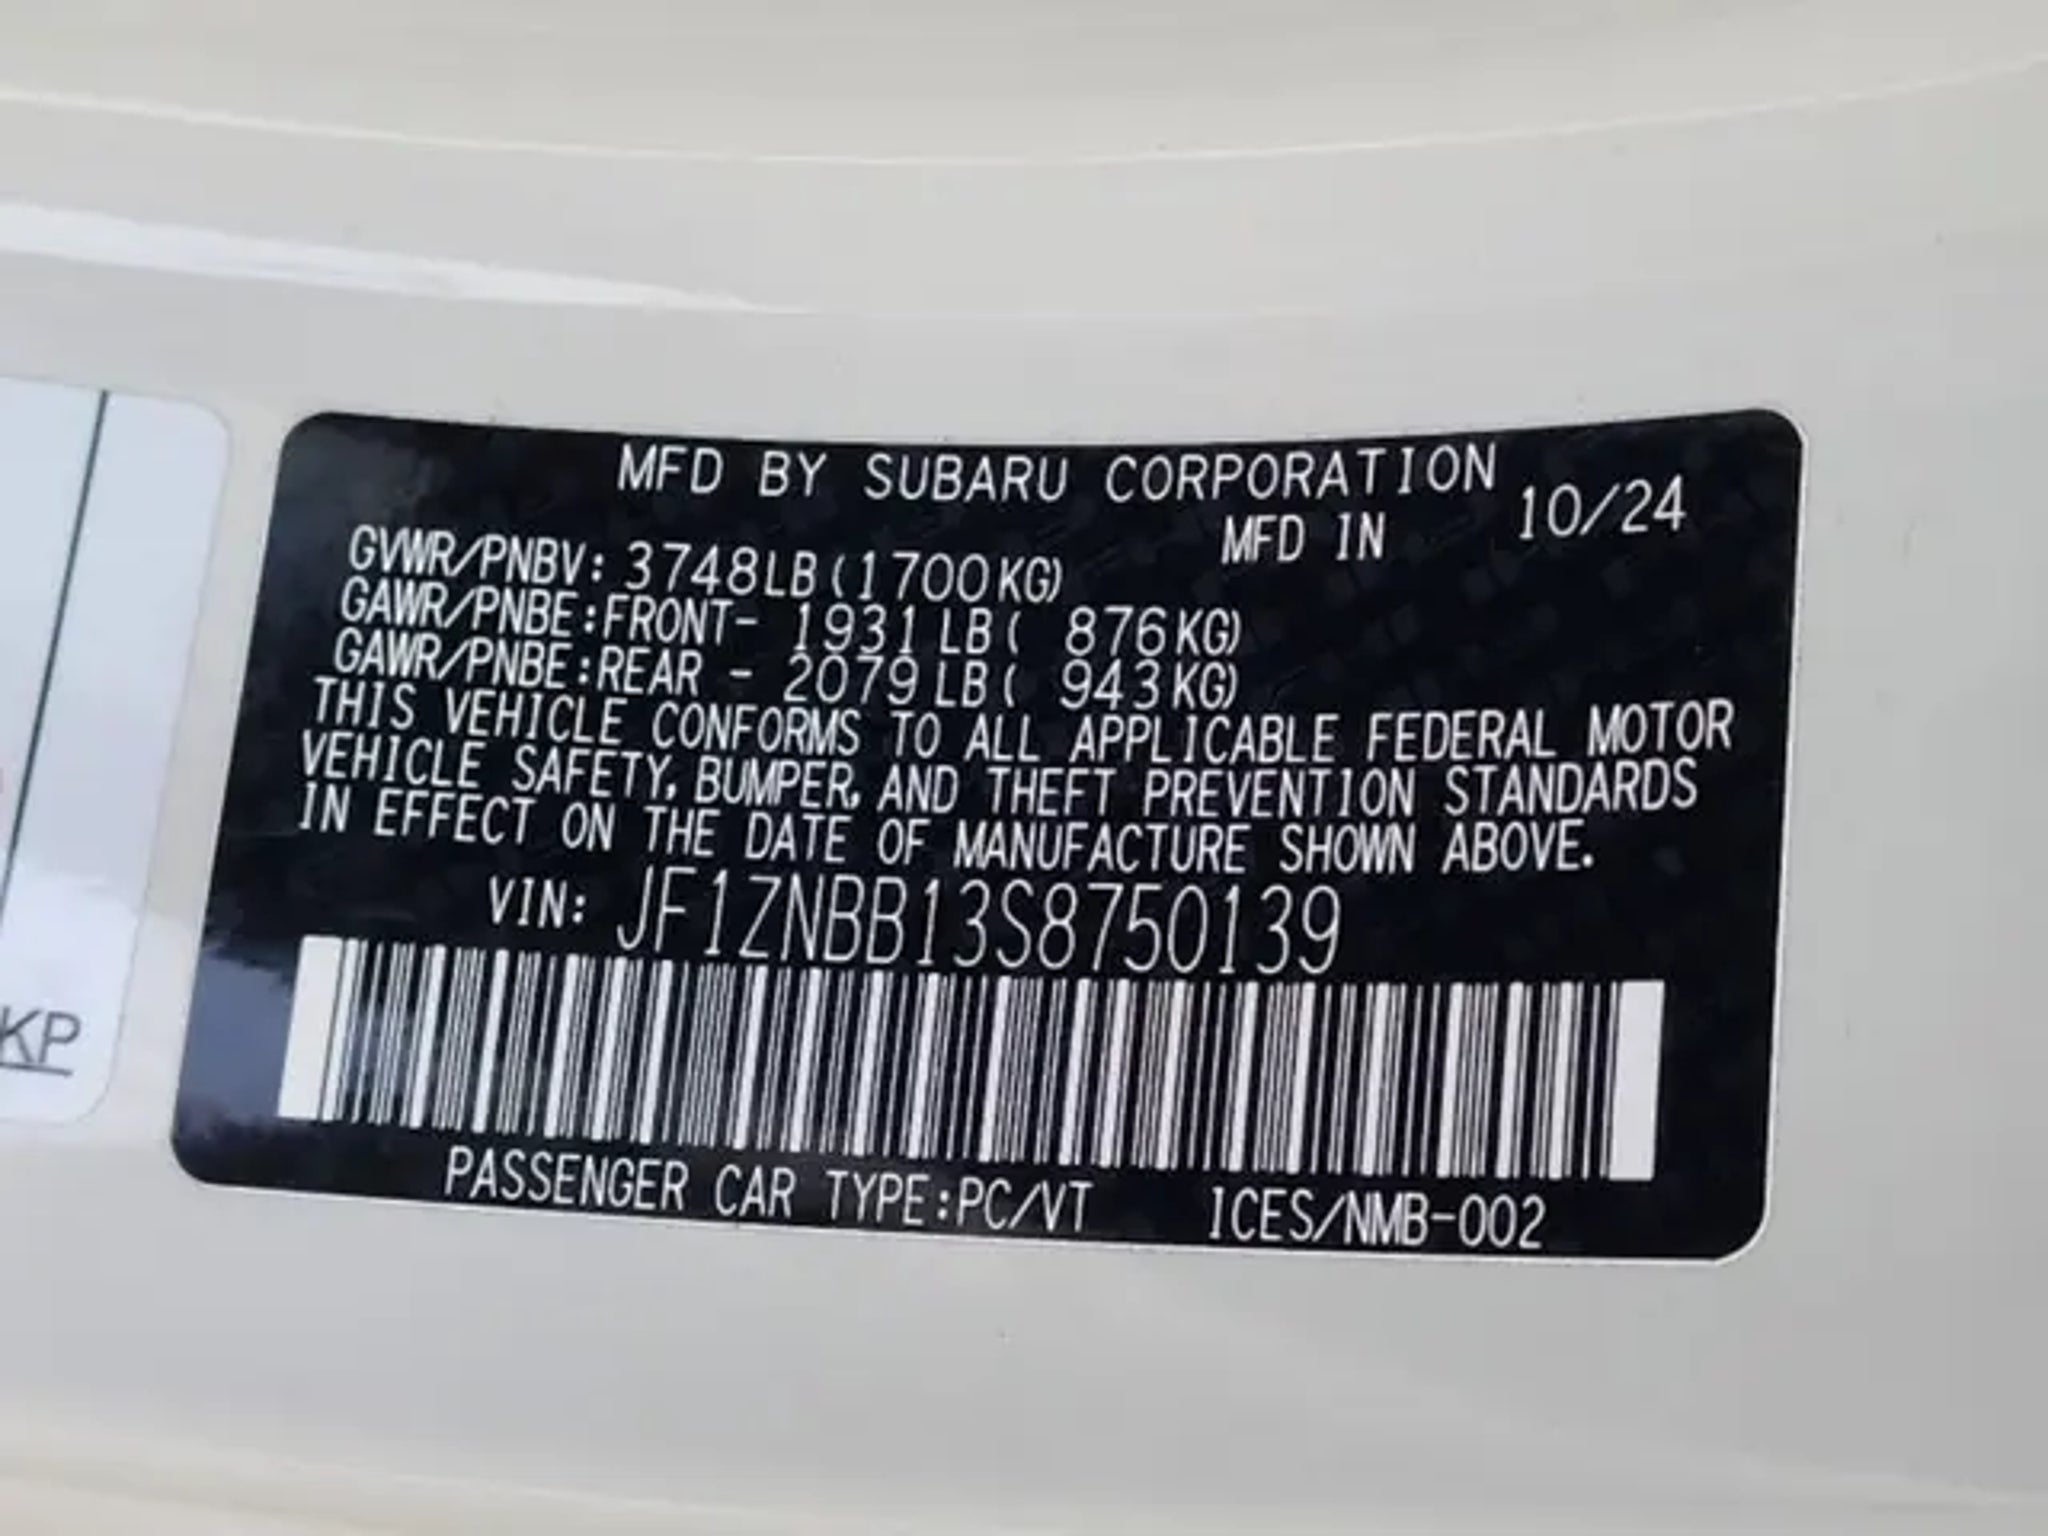 MFD BY SUBARU CORPORATION
MFD IN 10/24
GVWR/PNBV: 3748LB(1700KG)
GAWR/PNBE:FRONT- 1931LB( 876KG)
GAWR/PNBE:REAR - 2079LB( 943KG)
THIS VEHICLE CONFORMS TO ALL APPLICABLE FEDERAL MOTOR
VEHICLE SAFETY, BUMPER, AND THEFT PREVENTION STANDARDS
IN EFFECT ON THE DATE OF MANUFACTURE SHOWN ABOVE.
VIN: JF1ZNBB13S8750139
PASSENGER CAR TYPE:PC/VT ICES/NMB-002
KP